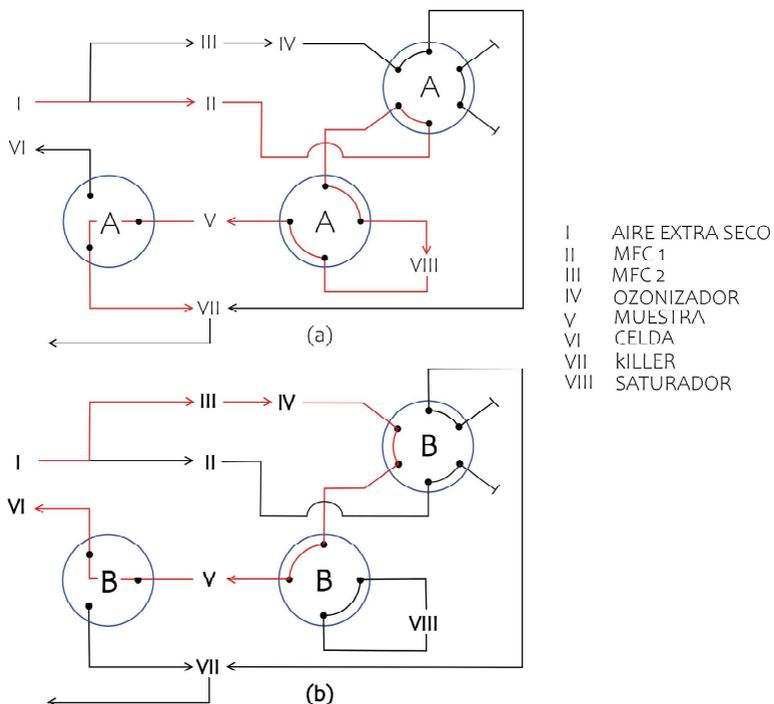 III
IV
A
I
II
VI
A
V
A
VIII
VII
(a)
I AIRE EXTRA SECO
II MFC 1
III MFC 2
IV OZONIZADOR
V MUESTRA
VI CELDA
VII kILLER
VIII SATURADOR
III
IV
B
I
II
VI
B
V
B
VIII
VII
(b)